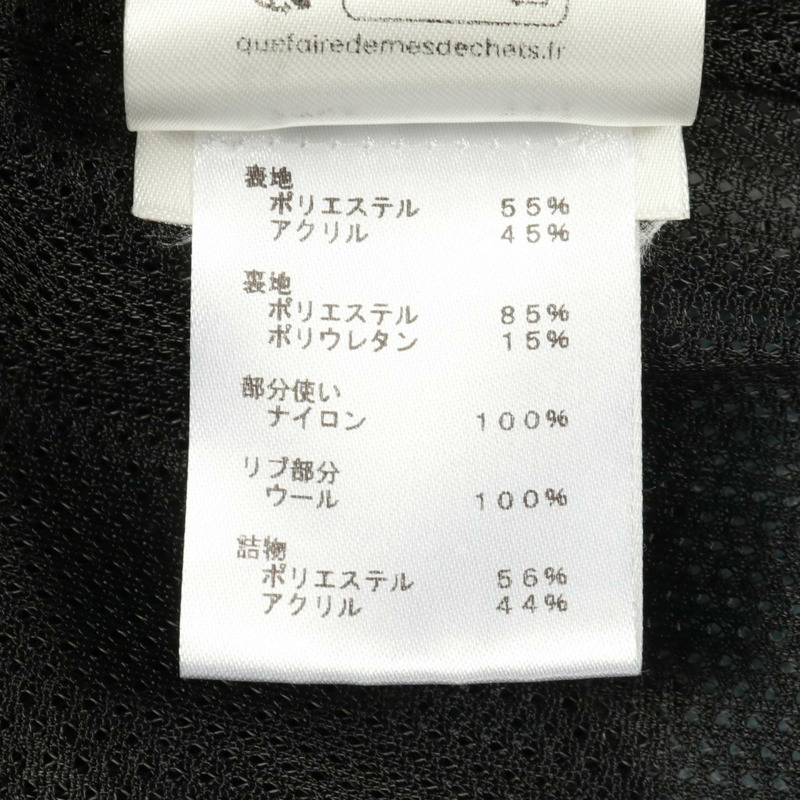 quefairedemesdechets.fr
表地
ポリエステル 55%
アクリル 45%
裏地
ポリエステル 85%
ポリウレタン 15%
部分使い
ナイロン 100%
リブ部分
ウール 100%
詰物
ポリエステル 56%
アクリル 44%